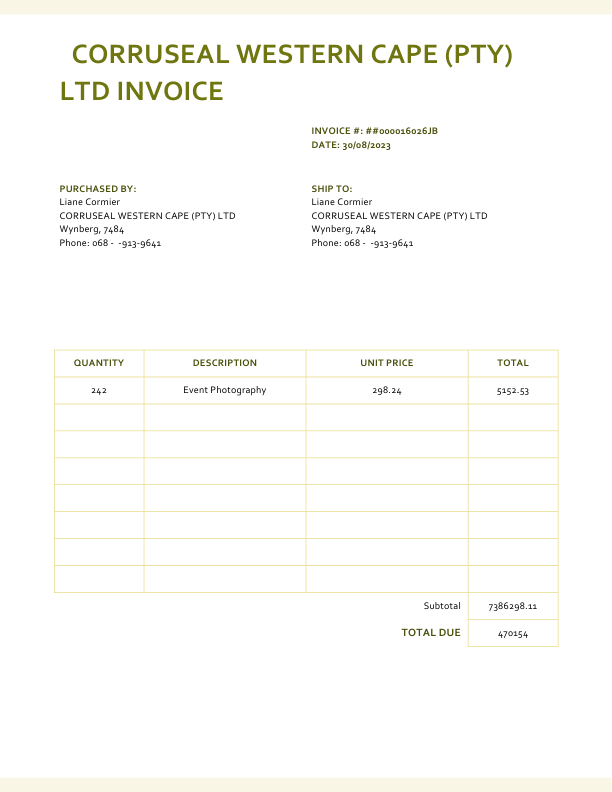 CORRUSEAL WESTERN CAPE (PTY)
LTD INVOICE
INVOICE #: ##000016026JB
DATE: 30/08/2023
PURCHASED BY:
Liane Cormier
CORRUSEAL WESTERN CAPE (PTY) LTD
Wynberg, 7484
Phone: 068 -  -913-9641
SHIP TO:
Liane Cormier
CORRUSEAL WESTERN CAPE (PTY) LTD
Wynberg, 7484
Phone: 068 -  -913-9641
QUANTITY DESCRIPTION UNIT PRICE TOTAL
242 Event Photography 298.24 5152.53
Subtotal 7386298.11
TOTAL DUE 470154